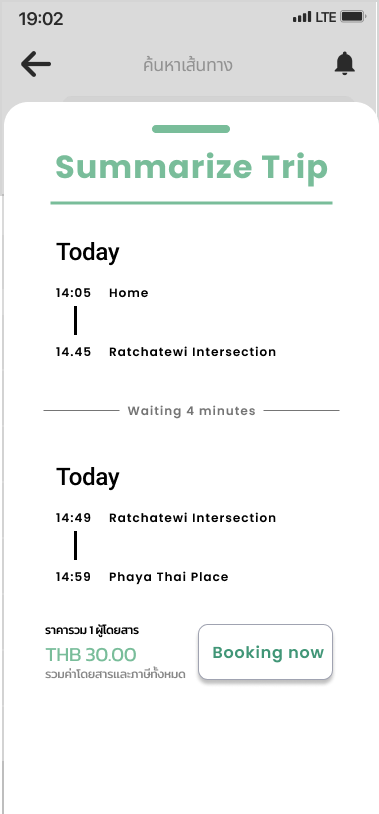 19:02 LTE
ค้นหาเส้นทาง
Summarize Trip
Today
14:05 Home
14.45 Ratchatewi Intersection
Waiting 4 minutes
Today
14:49 Ratchatewi Intersection
14:59 Phaya Thai Place
ราคารวม 1 ผู้โดยสาร
THB 30.00
รวมค่าโดยสารและภาษีทั้งหมด
Booking now